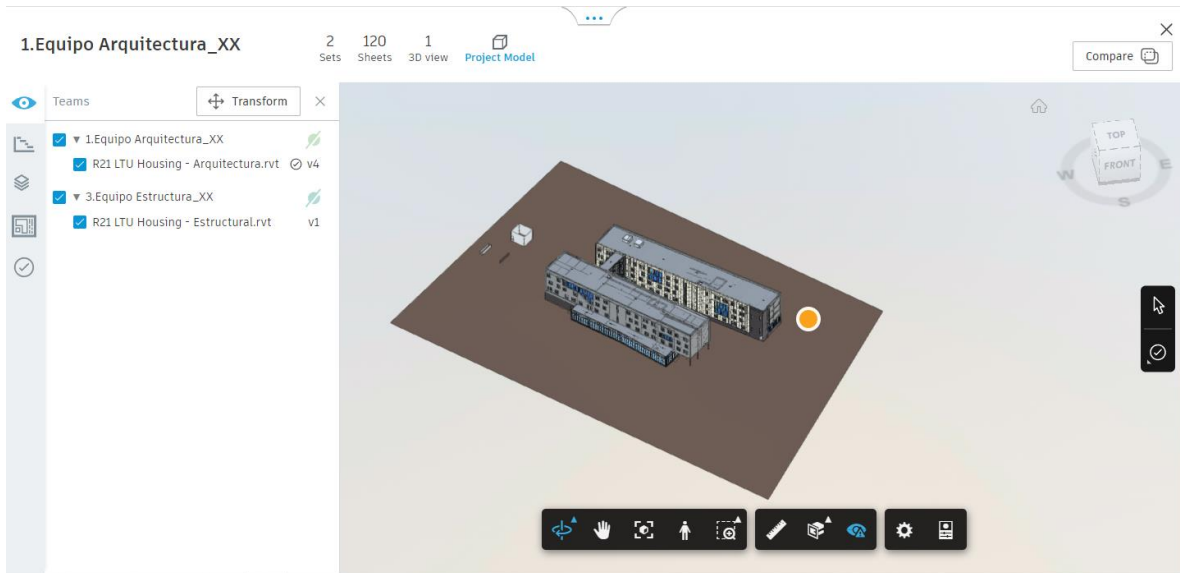 1.Equipo Arquitectura_XX
2 Sets
120 Sheets
1 3D view
Project Model
Compare
Teams
Transform
1.Equipo Arquitectura_XX
R21 LTU Housing - Arquitectura.rvt v4
3.Equipo Estructura_XX
R21 LTU Housing - Estructural.rvt v1
TOP
FRONT
W
E
S